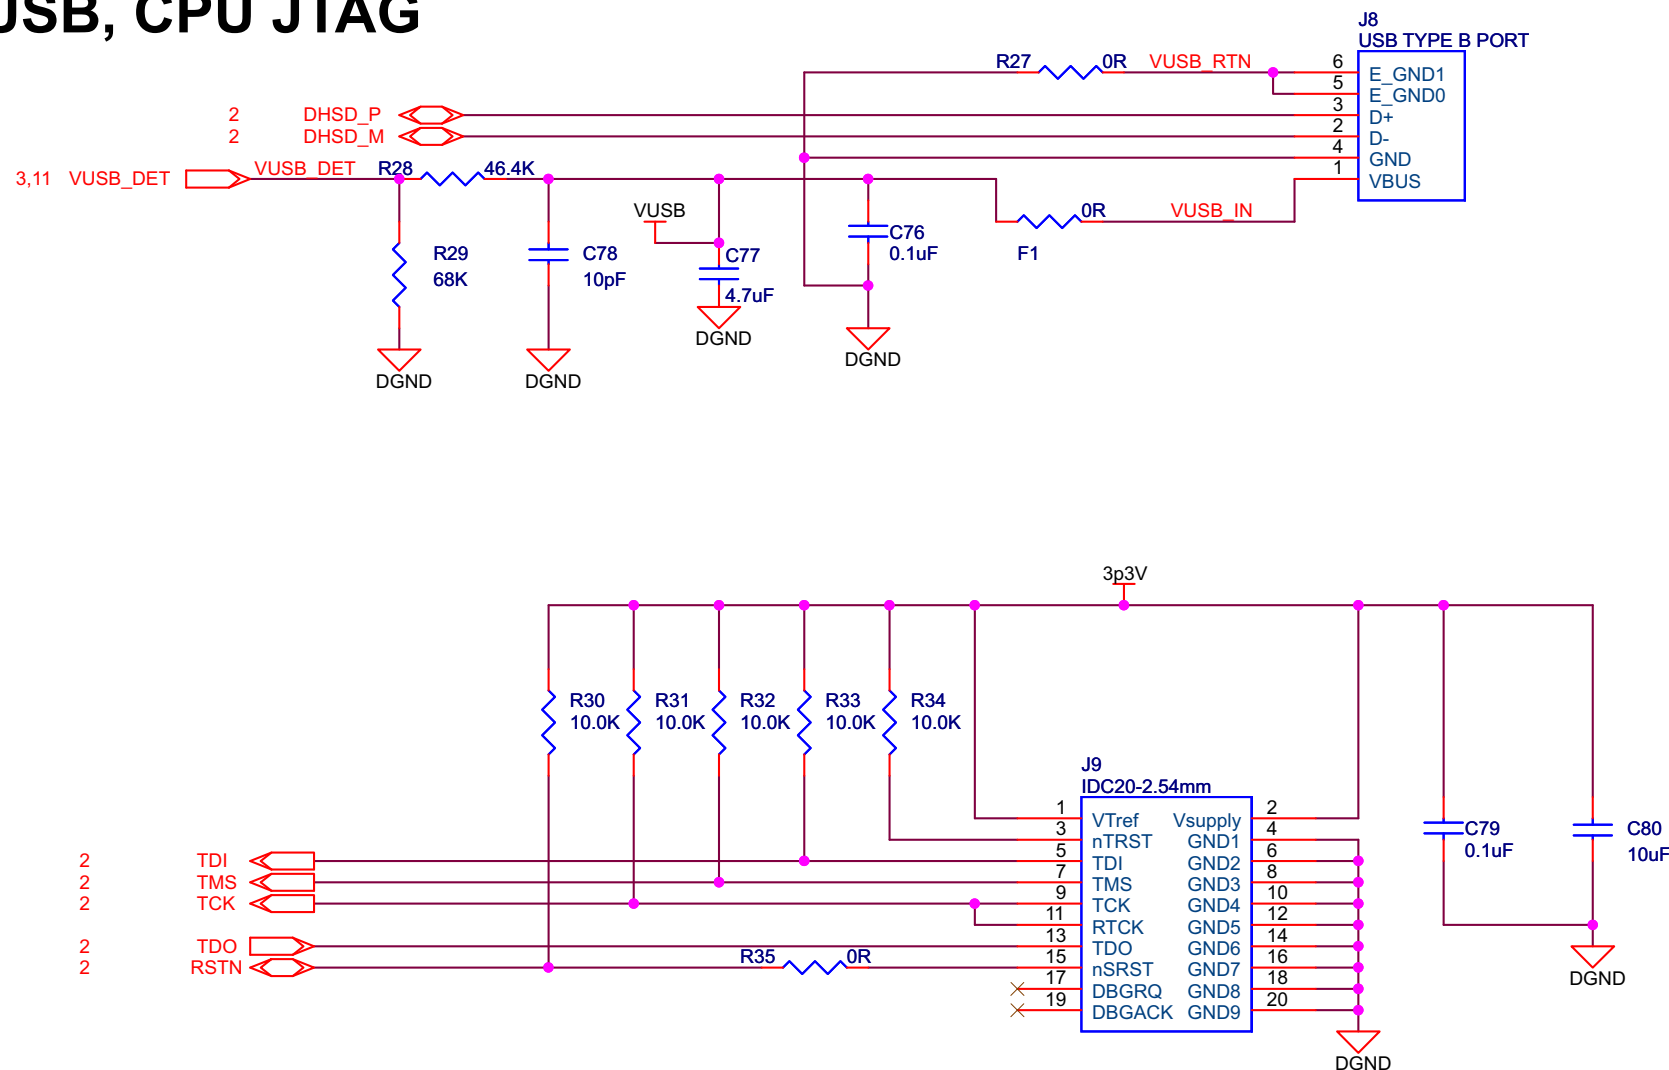 USB, CPU JTAG
J8
USB TYPE B PORT
R27 0R VUSB_RTN 6 E_GND1
5 E_GND0
2 DHSD_P 3 D+
2 DHSD_M 2 D-
4 GND
3,11 VUSB_DET VUSB_DET R28 46.4K 1 VBUS
VUSB 0R VUSB_IN
F1
C76
0.1uF
R29
68K
C78
10pF
C77
4.7uF
DGND
DGND
DGND
DGND
3p3V
R30
10.0K
R31
10.0K
R32
10.0K
R33
10.0K
R34
10.0K
J9
IDC20-2.54mm
1 VTref Vsupply 2
3 nTRST GND1 4
2 TDI 5 TDI GND2 6
2 TMS 7 TMS GND3 8
2 TCK 9 TCK GND4 10
11 RTCK GND5 12
2 TDO 13 TDO GND6 14
2 RSTN R35 0R 15 nSRST GND7 16
17 DBGRQ GND8 18
19 DBGACK GND9 20
C79
0.1uF
C80
10uF
DGND
DGND